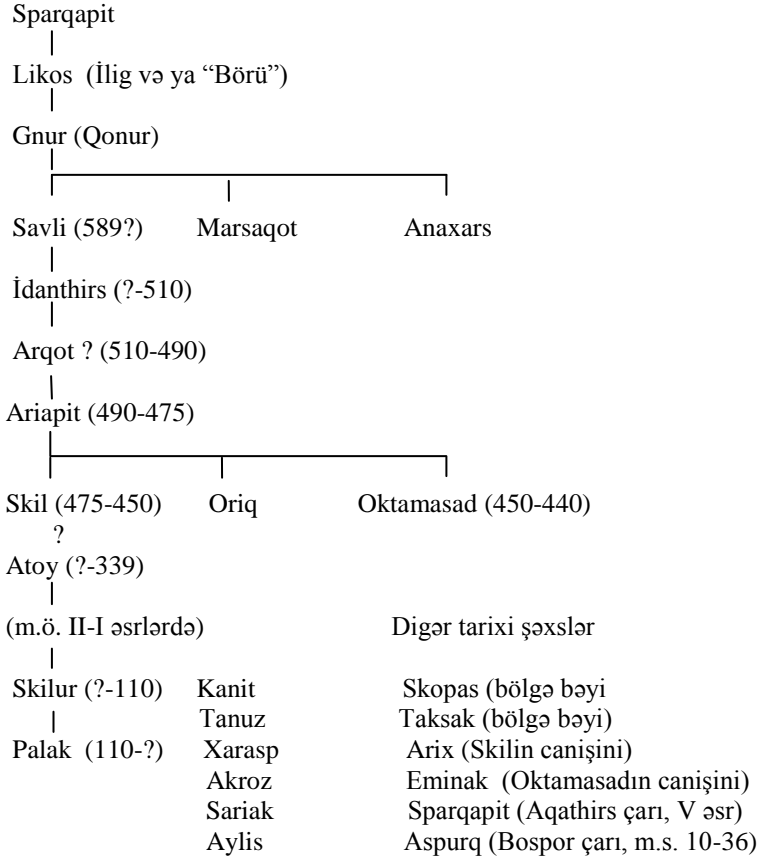 Sparqapit
Likos (İlig və ya “Börü”)
Gnur (Qonur)
Savli (589?) Marsaqot Anaxars
İdanthirs (?-510)
Arqot ? (510-490)
Ariapit (490-475)
Skil (475-450) Oriq Oktamasad (450-440)
?
Atoy (?-339)
(m.ö. II-I əsrlərdə) Digər tarixi şəxslər
Skilur (?-110) Kanit Skopas (bölgə bəyi
Tanuz Taksak (bölgə bəyi)
Palak (110-?) Xarasp Arix (Skilin canişini)
Akroz Eminak (Oktamasadın canişini)
Sariak Sparqapit (Aqathirs çarı, V əsr)
Aylis Aspurq (Bospor çarı, m.s. 10-36)